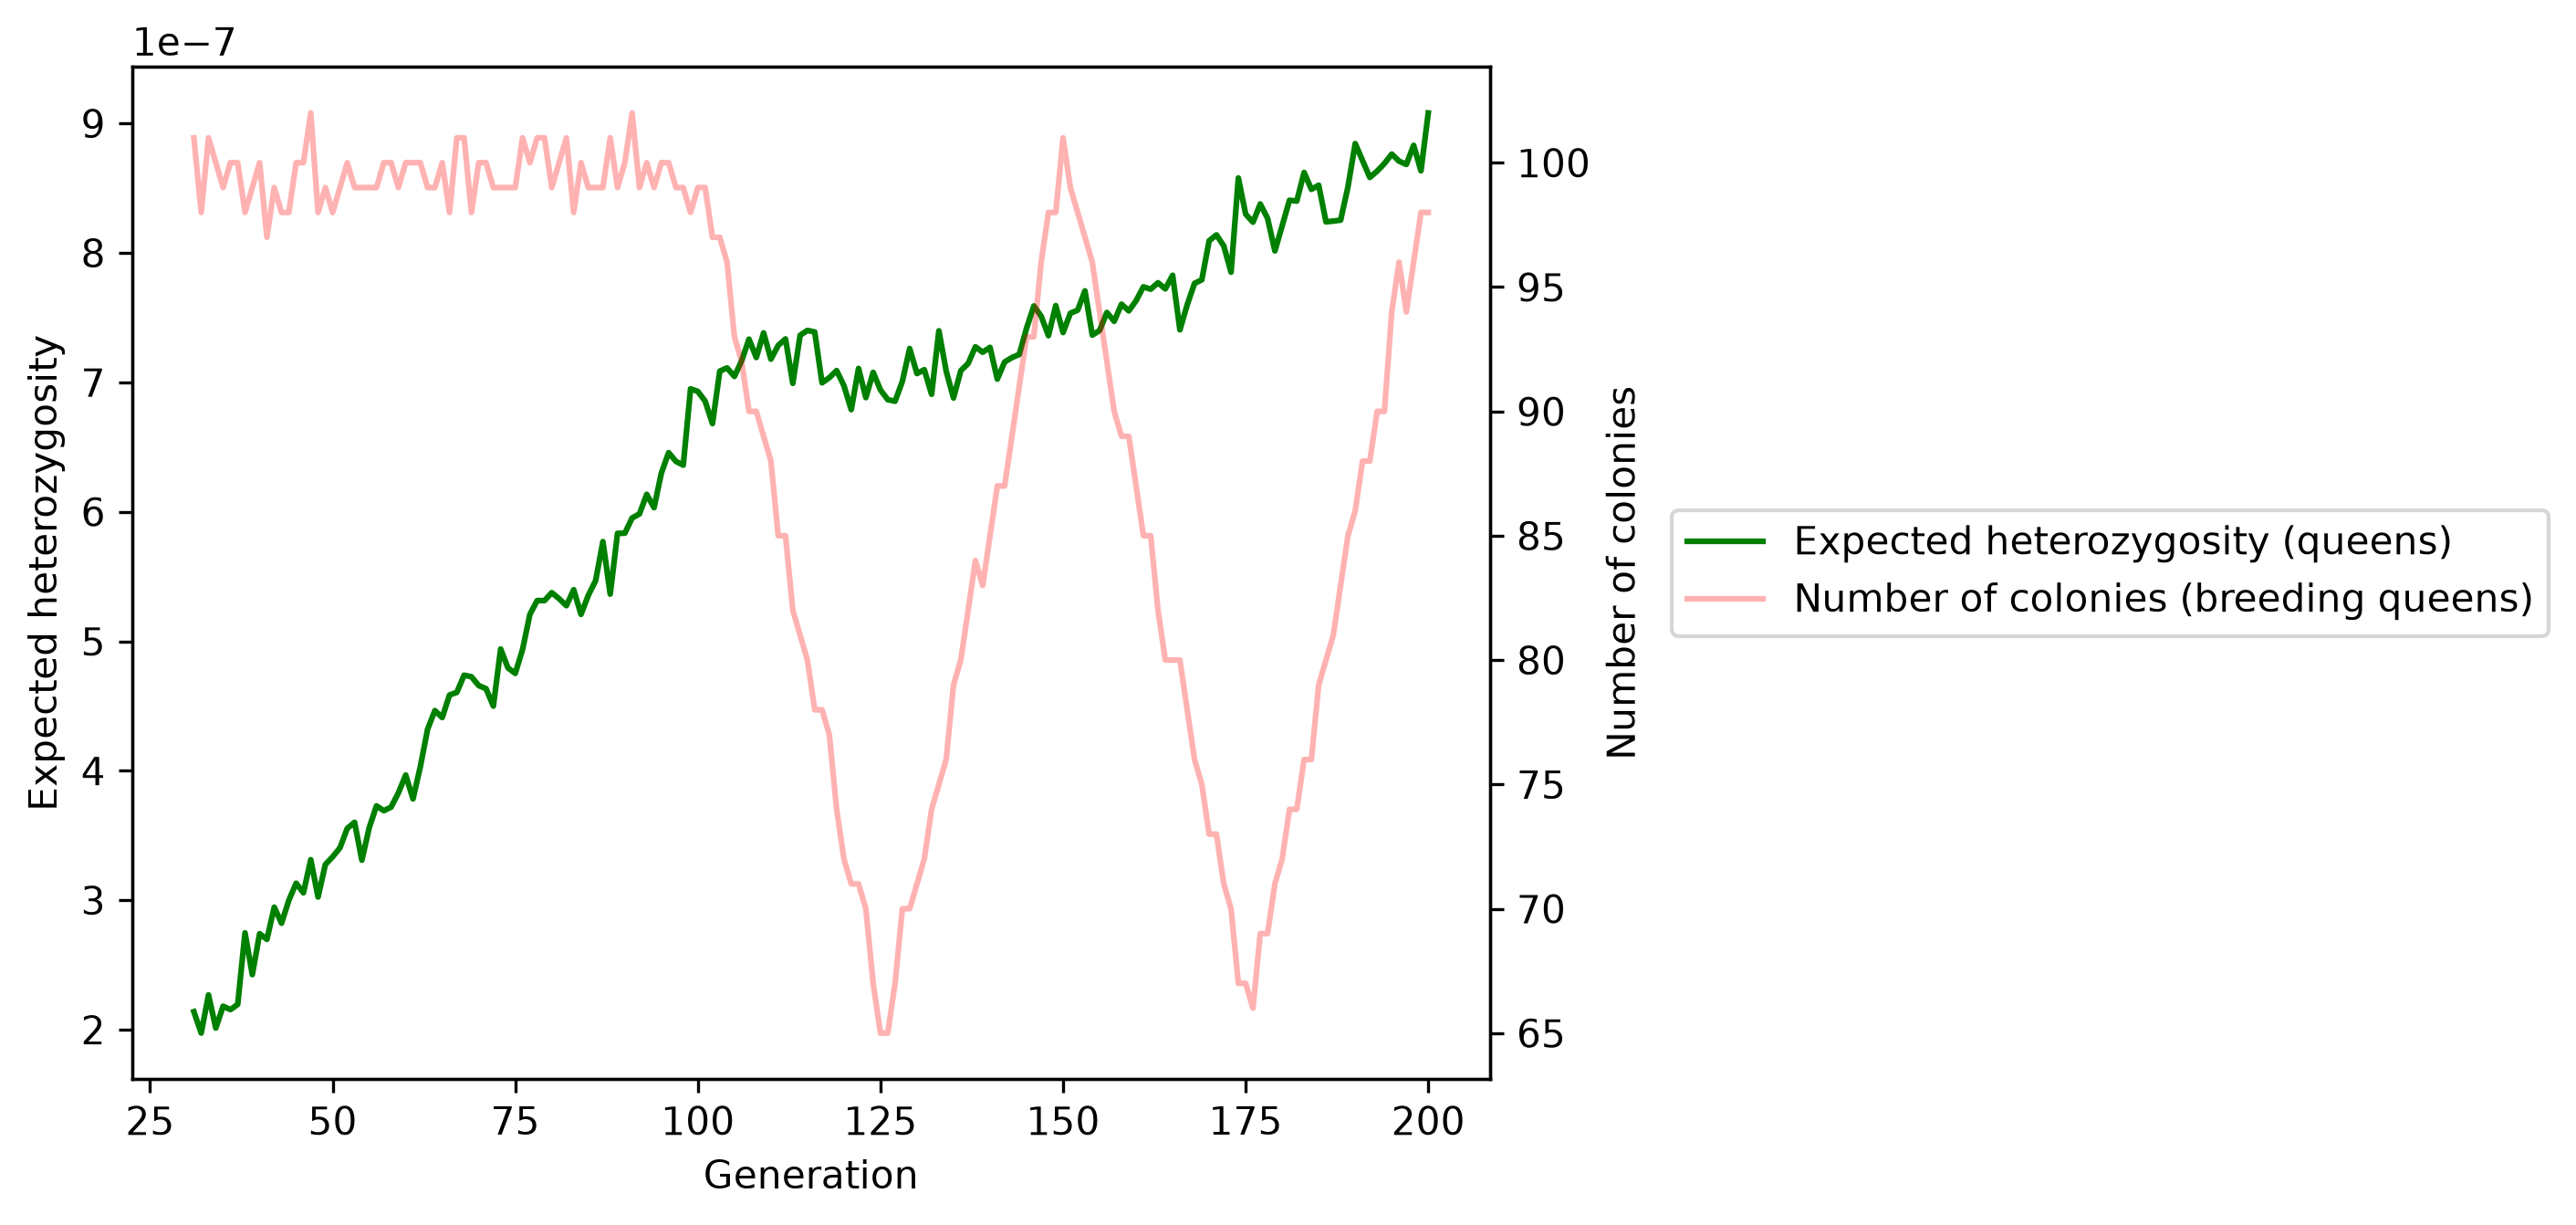 1e−7
9
8
7
6
5
4
3
2
Expected heterozygosity
25 50 75 100 125 150 175 200
Generation
100
95
90
85
80
75
70
65
Number of colonies
Expected heterozygosity (queens)
Number of colonies (breeding queens)